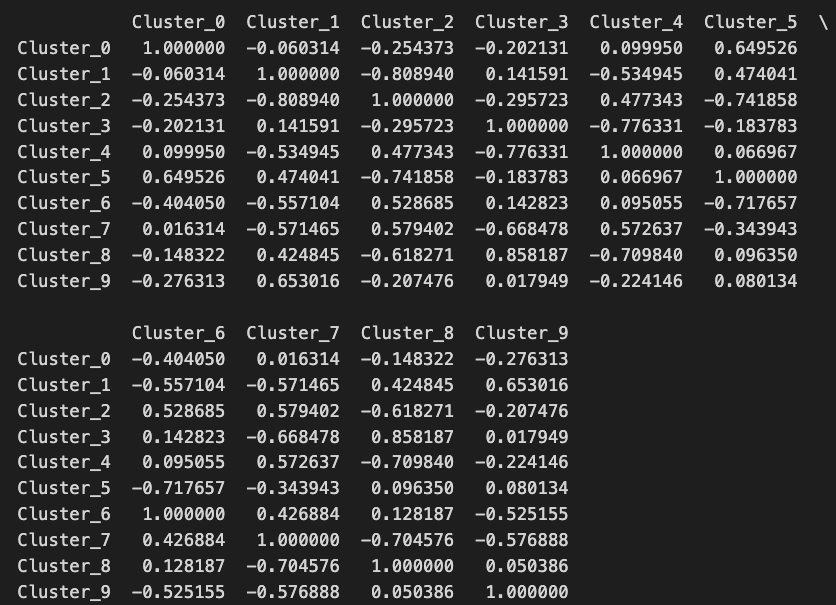 Cluster_0  Cluster_1  Cluster_2  Cluster_3  Cluster_4  Cluster_5  \
Cluster_0   1.000000  -0.060314  -0.254373  -0.202131   0.099950   0.649526
Cluster_1  -0.060314   1.000000  -0.808940   0.141591  -0.534945   0.474041
Cluster_2  -0.254373  -0.808940   1.000000  -0.295723   0.477343  -0.741858
Cluster_3  -0.202131   0.141591  -0.295723   1.000000  -0.776331  -0.183783
Cluster_4   0.099950  -0.534945   0.477343  -0.776331   1.000000   0.066967
Cluster_5   0.649526   0.474041  -0.741858  -0.183783   0.066967   1.000000
Cluster_6  -0.404050  -0.557104   0.528685   0.142823   0.095055  -0.717657
Cluster_7   0.016314  -0.571465   0.579402  -0.668478   0.572637  -0.343943
Cluster_8  -0.148322   0.424845  -0.618271   0.858187  -0.709840   0.096350
Cluster_9  -0.276313   0.653016  -0.207476   0.017949  -0.224146   0.080134

           Cluster_6  Cluster_7  Cluster_8  Cluster_9
Cluster_0  -0.404050   0.016314  -0.148322  -0.276313
Cluster_1  -0.557104  -0.571465   0.424845   0.653016
Cluster_2   0.528685   0.579402  -0.618271  -0.207476
Cluster_3   0.142823  -0.668478   0.858187   0.017949
Cluster_4   0.095055   0.572637  -0.709840  -0.224146
Cluster_5  -0.717657  -0.343943   0.096350   0.080134
Cluster_6   1.000000   0.426884   0.128187  -0.525155
Cluster_7   0.426884   1.000000  -0.704576  -0.576888
Cluster_8   0.128187  -0.704576   1.000000   0.050386
Cluster_9  -0.525155  -0.576888   0.050386   1.000000